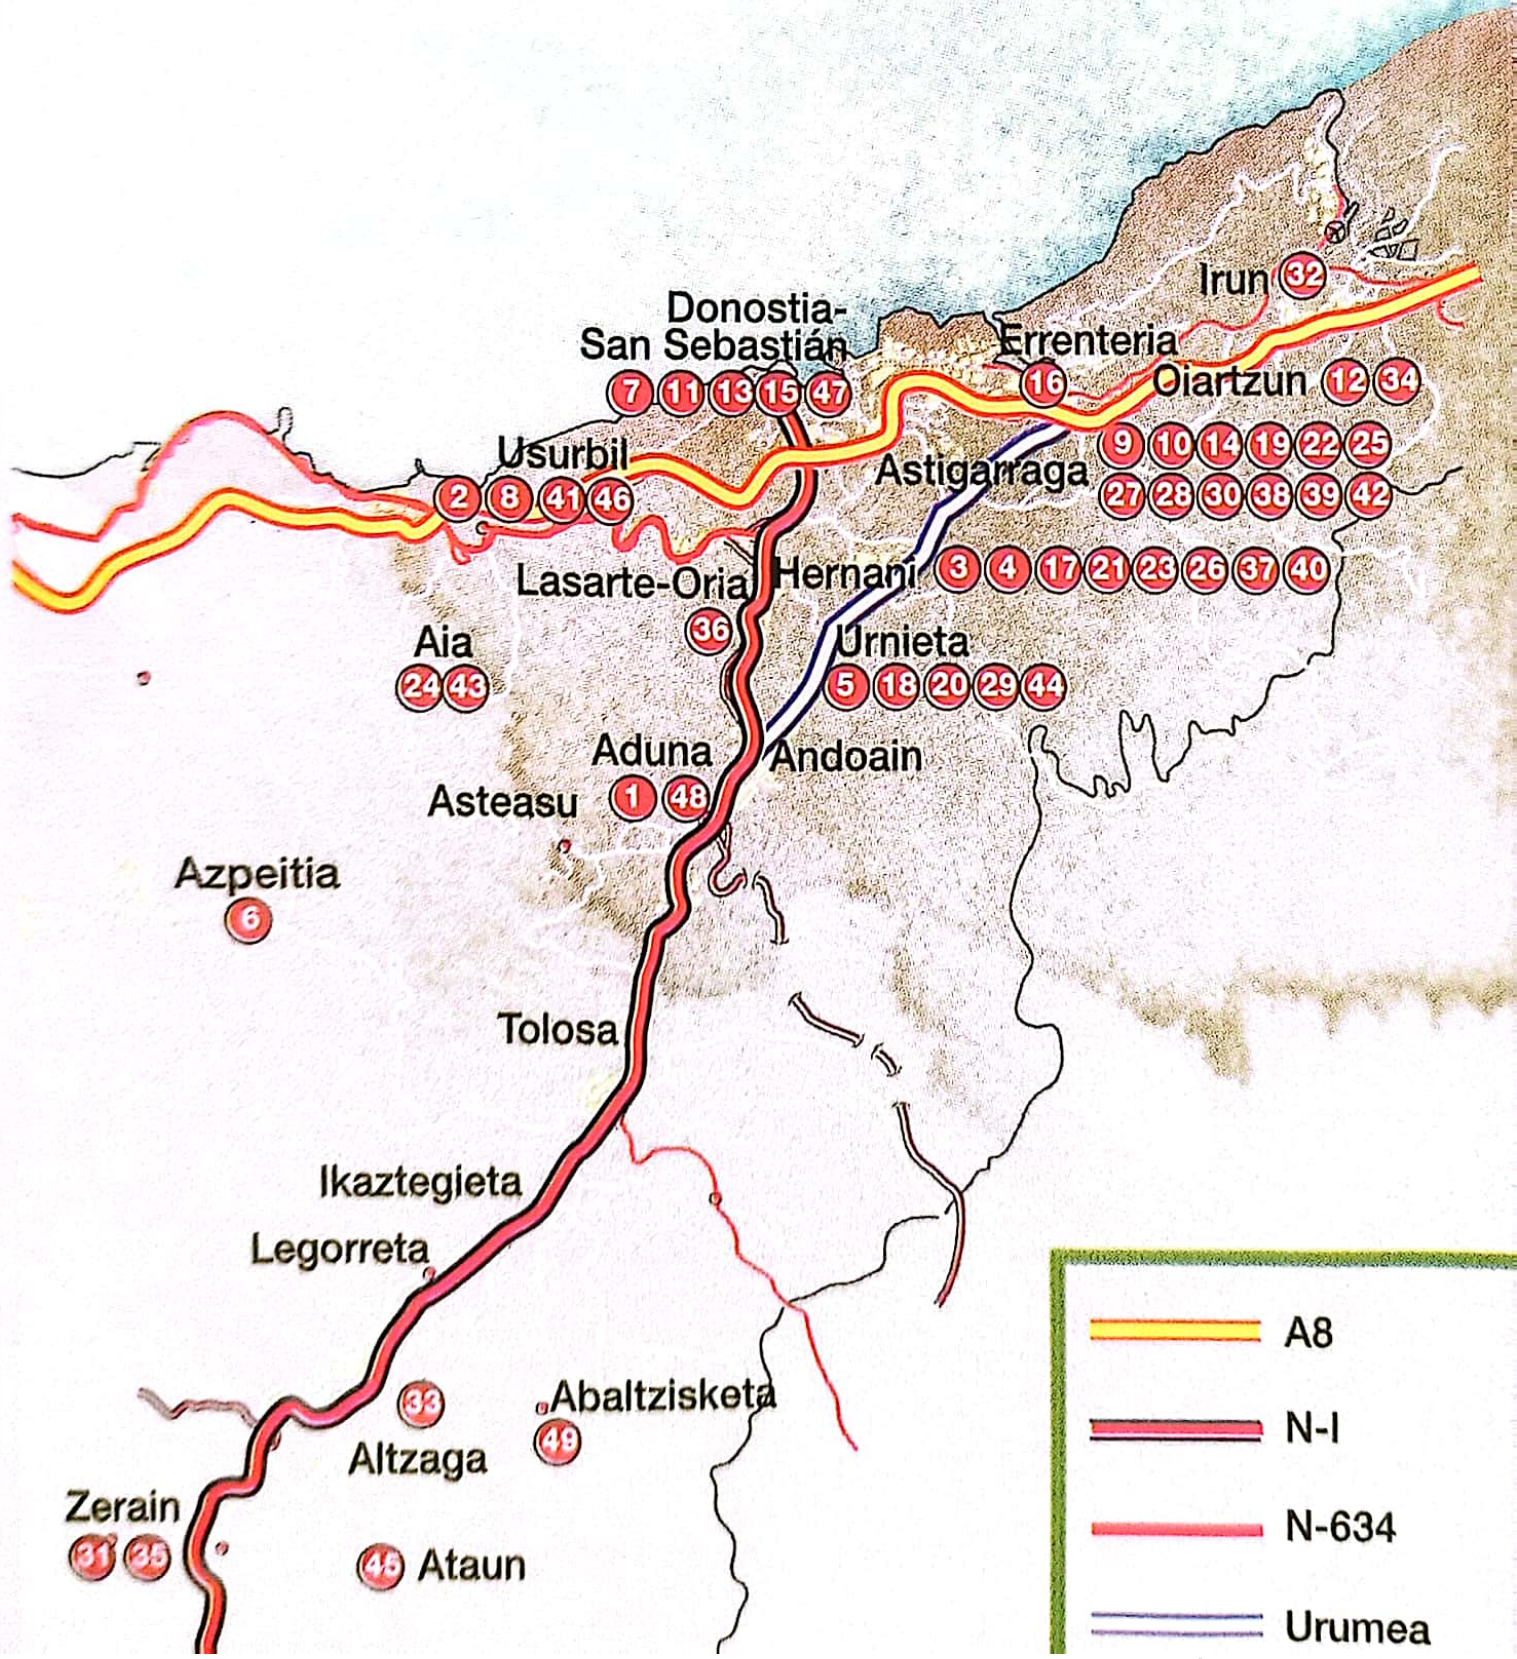 Irun 32
Donostia-
San Sebastián
7 11 13 15 47
Errenteria
16
Oiartzun 12 34
Usurbil
2 8 41 46
Astigarraga
9 10 14 19 22 25
27 28 30 38 39 42
Lasarte-Oria
36
Hernani 3 4 17 21 23 26 37 40
Aia
24 43
Urnieta
5 18 20 29 44
Aduna
1 48
Andoain
Asteasu
Azpeitia
6
Tolosa
Ikaztegieta
Legorreta
33
Altzaga
Abaltzisketa
49
Zerain
31 35
45 Ataun
A8
N-I
N-634
Urumea